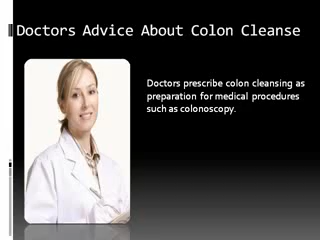 Doctors Advice About Colon Cleanse
Doctors prescribe colon cleansing as
preparation for medical procedures
such as colonoscopy.